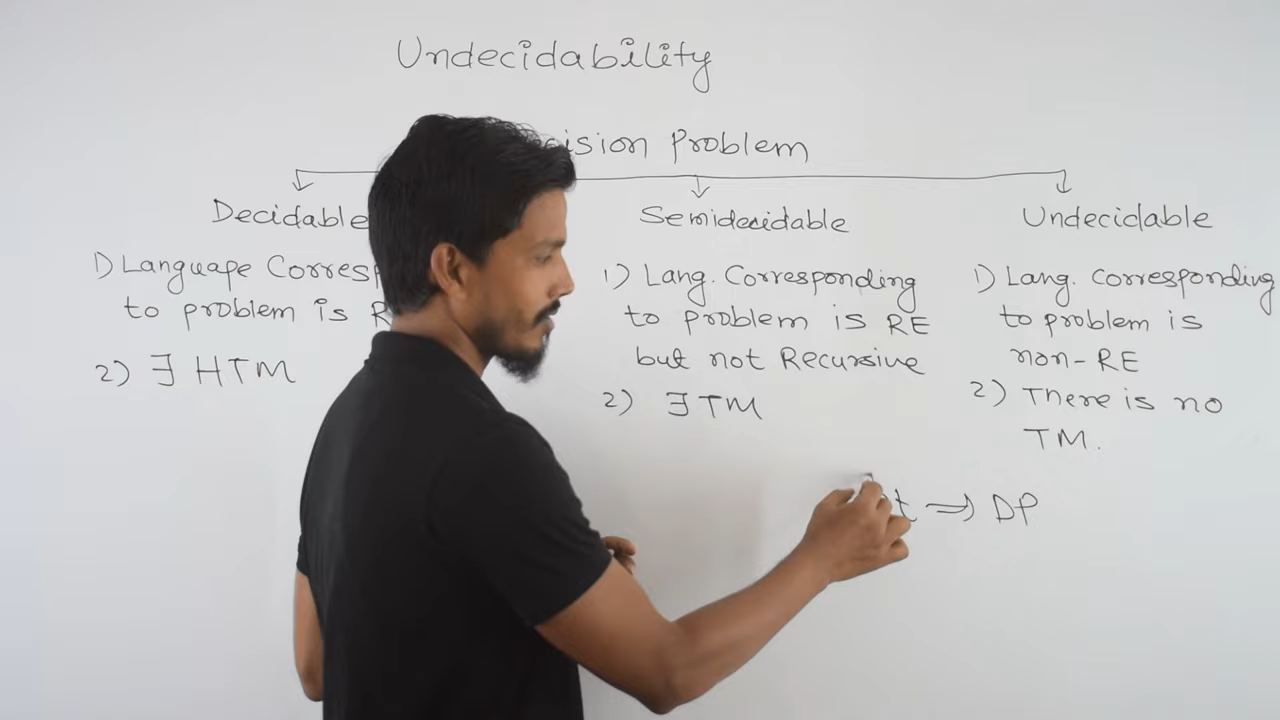 Undecidability
Problem
Decidable
Semidecidable
Undecidable
1) Language
to problem is
2) ∃ HTM
1) Lang. Corresponding
to problem is RE
but not Recursive
2) ∃ TM
1) Lang. corresponding
to problem is
non-RE
2) There is no
TM.
⇒ DP